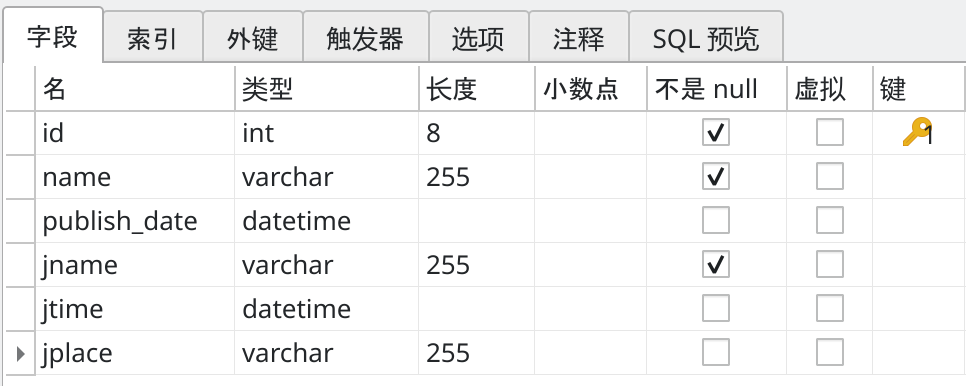 字段 索引 外键 触发器 选项 注释 SQL 预览
名 类型 长度 小数点 不是 null 虚拟 键
id int 8 1
name varchar 255
publish_date datetime
jname varchar 255
jtime datetime
jplace varchar 255